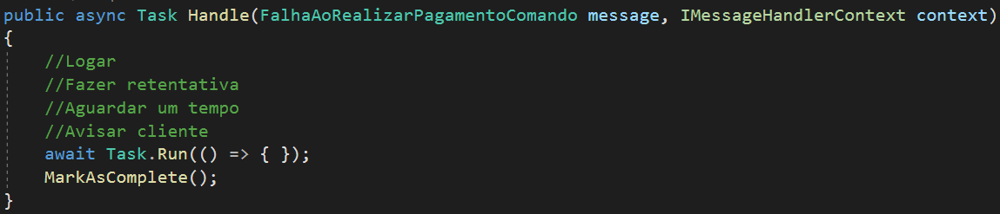 public async Task Handle(FalhaAoRealizarPagamentoComando message, IMessageHandlerContext context)
{
//Logar
//Fazer retentativa
//Aguardar um tempo
//Avisar cliente
await Task.Run(() => { });
MarkAsComplete();
}